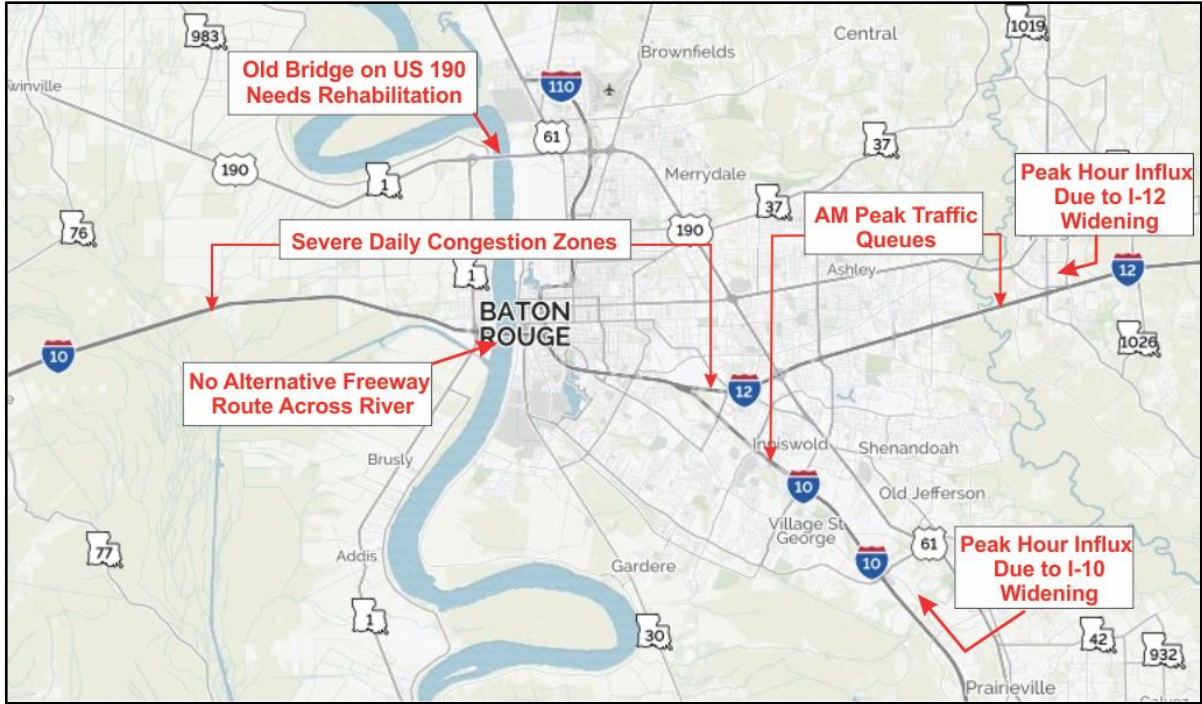 983
1019
Central
Brownfields
Old Bridge on US 190
Needs Rehabilitation
110
winville
61
37
190
1
Merrydale
Peak Hour Influx
Due to I-12
Widening
37
AM Peak Traffic
Queues
76
Severe Daily Congestion Zones
190
1
Ashley
12
BATON
ROUGE
10
1026
No Alternative Freeway
Route Across River
12
Inniswold
Shenandoah
Brusly
10
Old Jefferson
Village St.
George
61
77
Addis
Gardere
10
Peak Hour Influx
Due to I-10
Widening
1
30
42
932
Prairieville